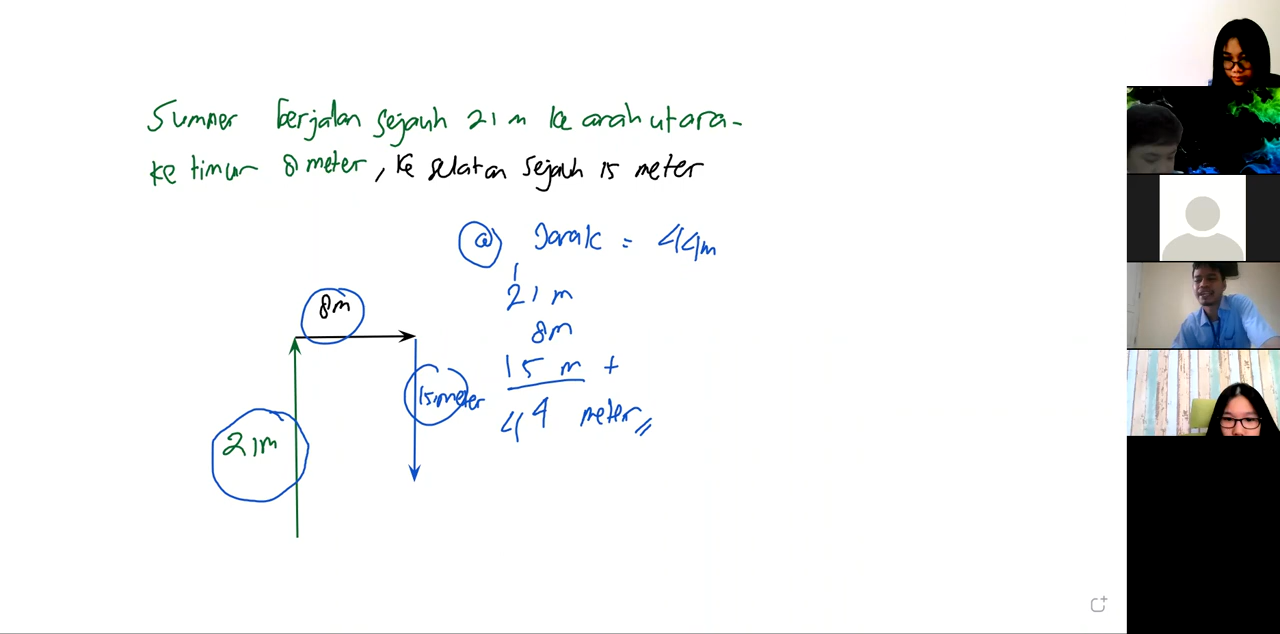 Sumner berjalan sejauh 21 m ke arah utara-
ke timur 8 meter, ke selatan sejauh 15 meter
@ Jarak = 44m
1
21 m
8m
15 m +
44 meter
8m
15 meter
21m